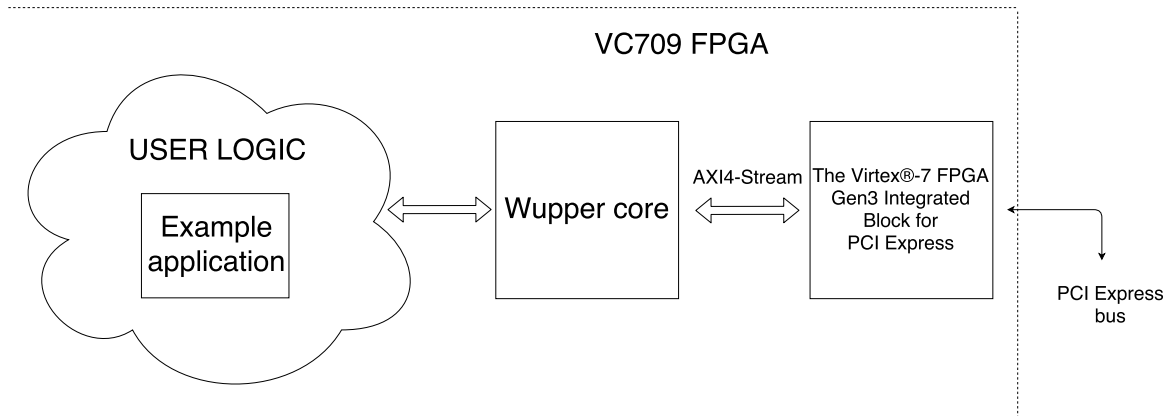 VC709 FPGA
USER LOGIC
Example
application
Wupper core
AXI4-Stream
The Virtex®-7 FPGA
Gen3 Integrated
Block for
PCI Express
PCI Express
bus